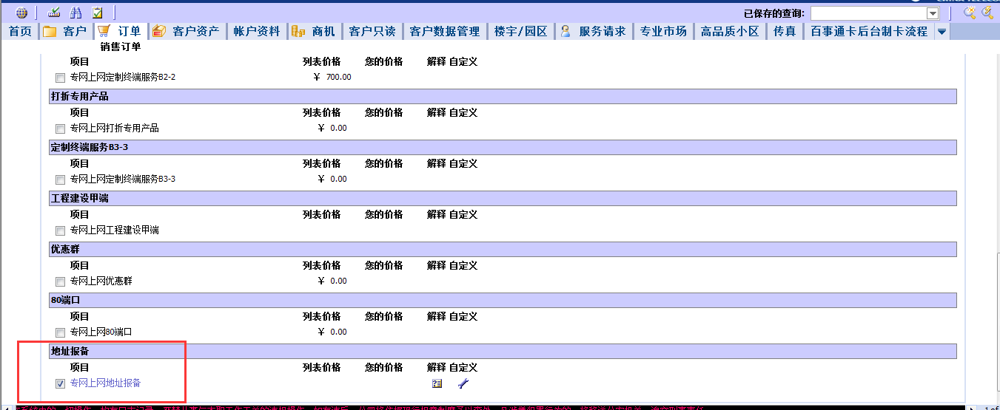 已保存的查询:
首页 客户 订单 客户资产 帐户资料 商机 客户只读 客户数据管理 楼宇/园区 服务请求 专业市场 高品质小区 传真 百事通卡后台制卡流程
销售订单
项目 列表价格 您的价格 解释 自定义
专网上网定制终端服务B2-2 ¥ 700.00
打折专用产品
项目 列表价格 您的价格 解释 自定义
专网上网打折专用产品 ¥ 0.00
定制终端服务B3-3
项目 列表价格 您的价格 解释 自定义
专网上网定制终端服务B3-3 ¥ 0.00
工程建设甲端
项目 列表价格 您的价格 解释 自定义
专网上网工程建设甲端
优惠群
项目 列表价格 您的价格 解释 自定义
专网上网优惠群 ¥ 0.00
80端口
项目 列表价格 您的价格 解释 自定义
专网上网80端口 ¥ 0.00
地址报备
项目 列表价格 您的价格 解释 自定义
专网上网地址报备